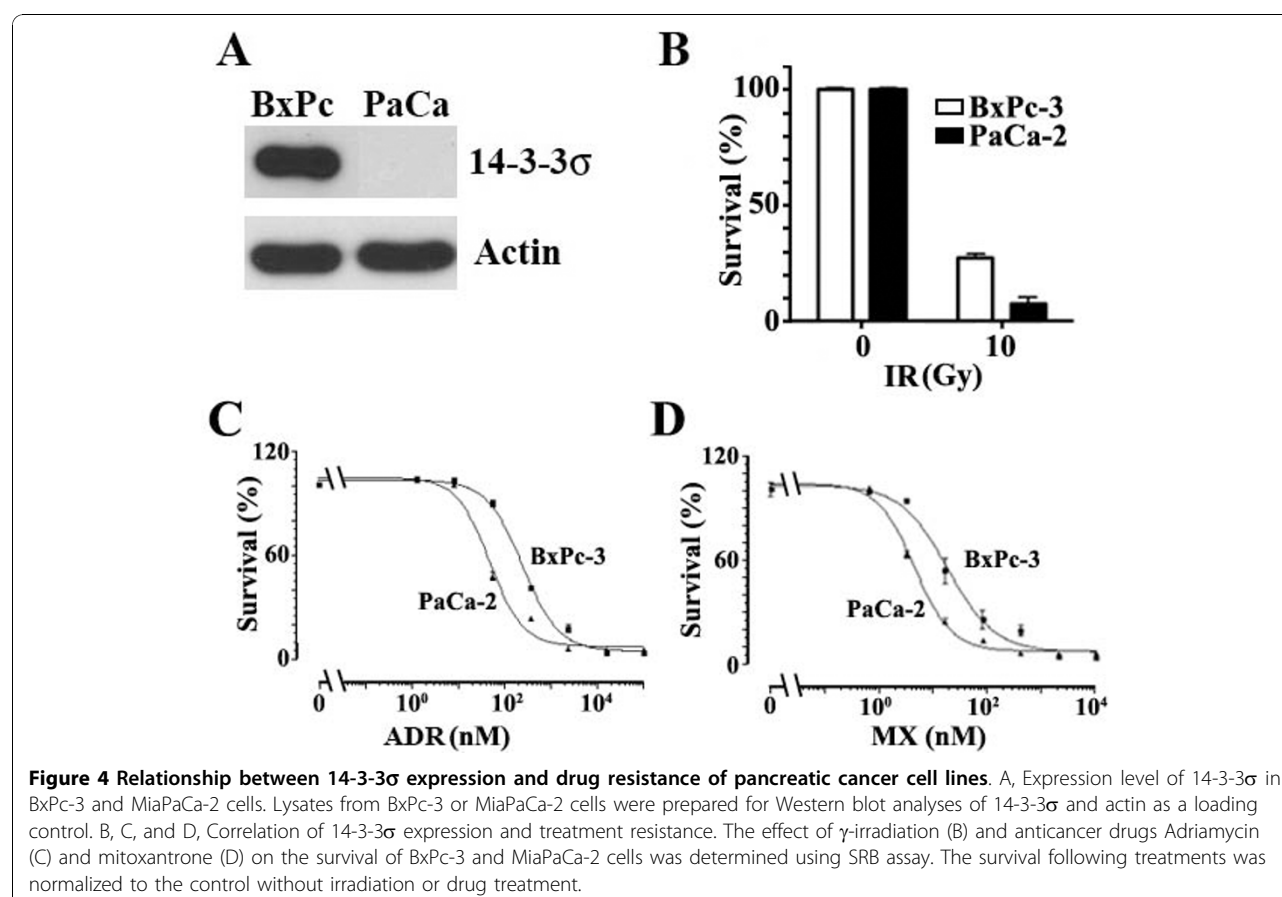 A
BxPc PaCa
14-3-3σ
Actin
B
100
50
0
Survival (%)
BxPc-3
PaCa-2
0 10
IR (Gy)
C
120
60
0
Survival (%)
BxPc-3
PaCa-2
0 10⁰ 10² 10⁴
ADR (nM)
D
120
60
0
Survival (%)
BxPc-3
PaCa-2
0 10⁰ 10² 10⁴
MX (nM)
Figure 4 Relationship between 14-3-3σ expression and drug resistance of pancreatic cancer cell lines. A, Expression level of 14-3-3σ in
BxPc-3 and MiaPaCa-2 cells. Lysates from BxPc-3 or MiaPaCa-2 cells were prepared for Western blot analyses of 14-3-3σ and actin as a loading
control. B, C, and D, Correlation of 14-3-3σ expression and treatment resistance. The effect of γ-irradiation (B) and anticancer drugs Adriamycin
(C) and mitoxantrone (D) on the survival of BxPc-3 and MiaPaCa-2 cells was determined using SRB assay. The survival following treatments was
normalized to the control without irradiation or drug treatment.